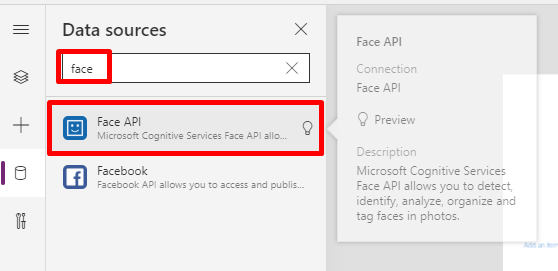 Data sources
face
Face API
Microsoft Cognitive Services Face API allo...
Facebook
Facebook API allows you to access and publis...
Face API
Connection
Face API
Preview
Description
Microsoft Cognitive Services
Face API allows you to detect,
identify, analyze, organize and
tag faces in photos.
Add an item